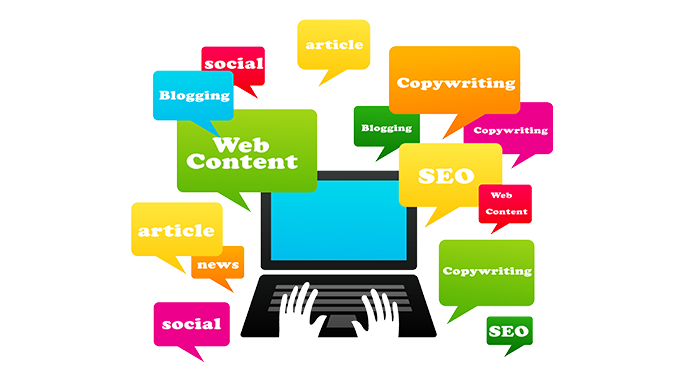 article
social
Copywriting
Blogging
Blogging
Copywriting
Web
Content
SEO
Web
Content
article
news
Copywriting
social
SEO